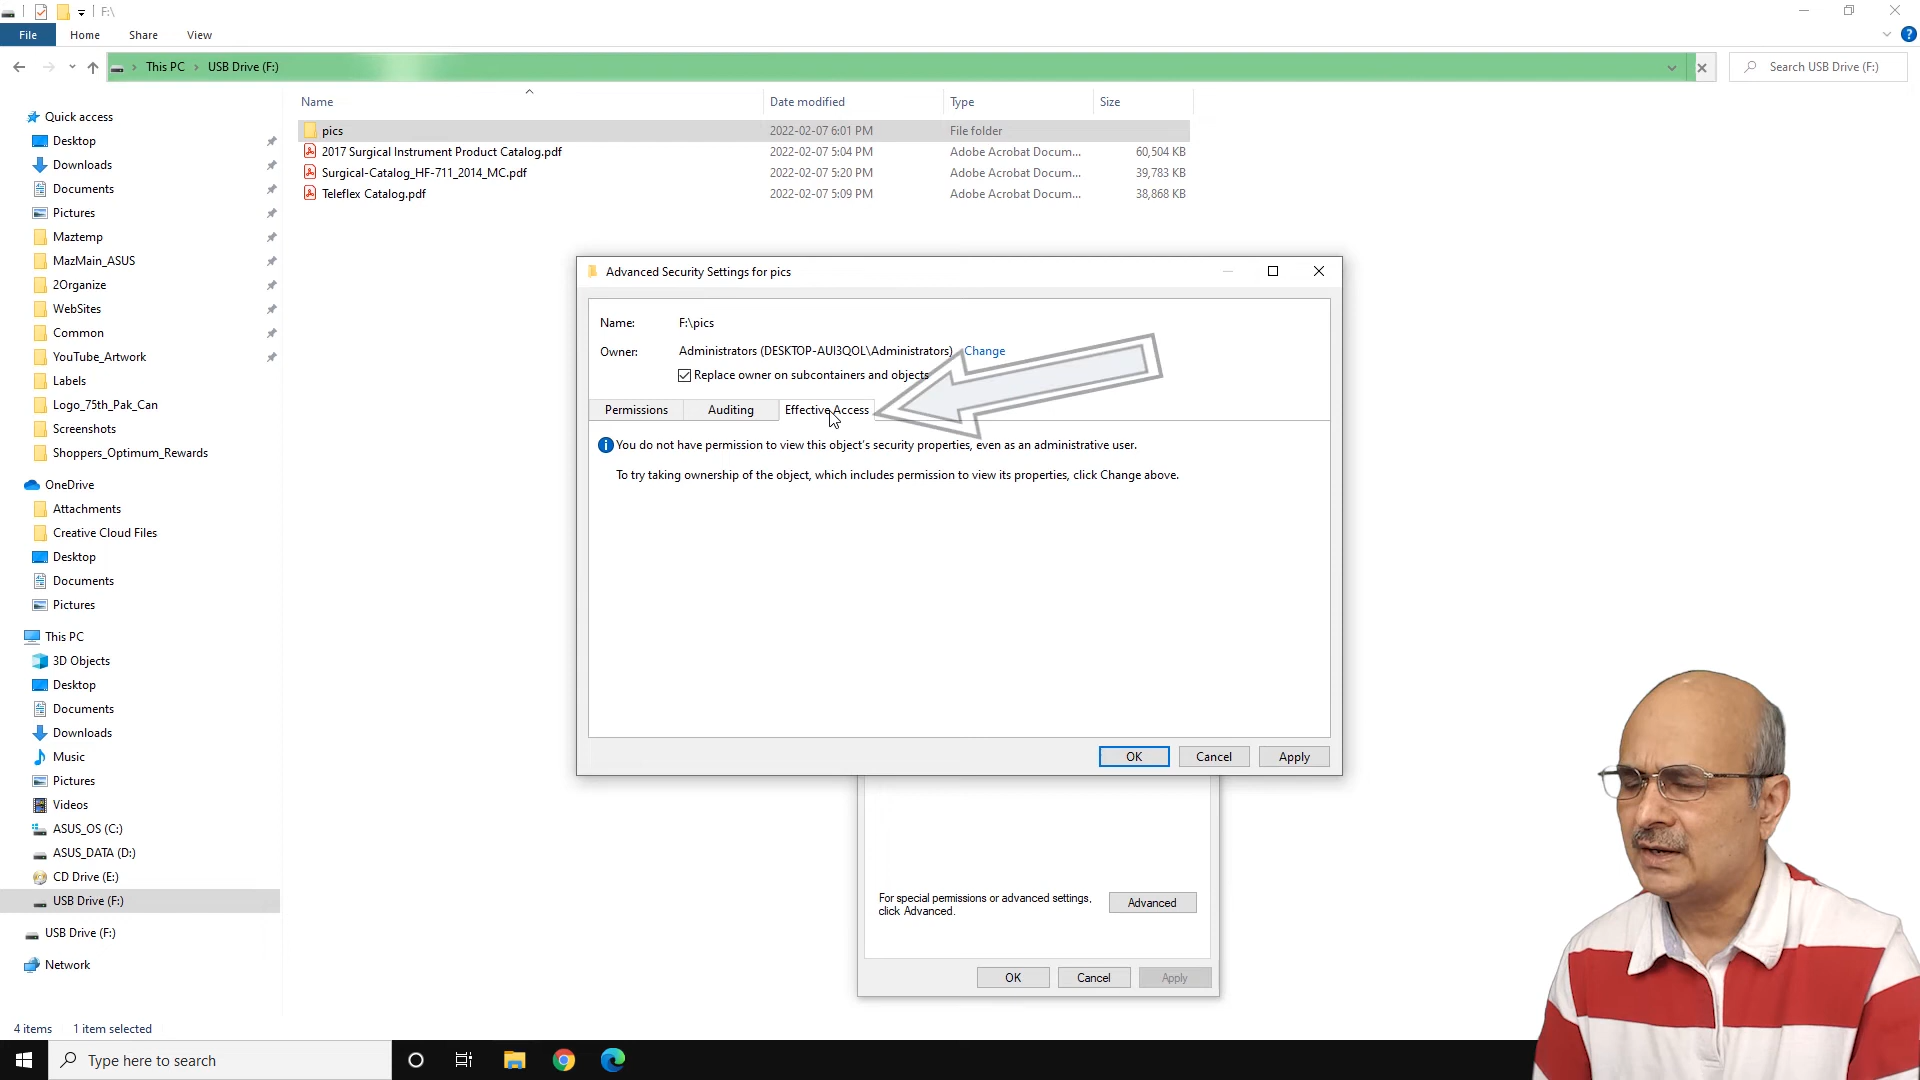 F:\
File
Home
Share
View
?
This PC
USB Drive (F:)
Search USB Drive (F:)
Name
Date modified
Type
Size
pics
2022-02-07 6:01 PM
File folder
2017 Surgical Instrument Product Catalog.pdf
2022-02-07 5:04 PM
Adobe Acrobat Docum...
60,504 KB
Surgical-Catalog_HF-711_2014_MC.pdf
2022-02-07 5:20 PM
Adobe Acrobat Docum...
39,783 KB
Teleflex Catalog.pdf
2022-02-07 5:09 PM
Adobe Acrobat Docum...
38,868 KB
Quick access
Desktop
Downloads
Documents
Pictures
Maztemp
MazMain_ASUS
2Organize
WebSites
Common
YouTube_Artwork
Labels
Logo_75th_Pak_Can
Screenshots
Shoppers_Optimum_Rewards
OneDrive
Attachments
Creative Cloud Files
Desktop
Documents
Pictures
This PC
3D Objects
Desktop
Documents
Downloads
Music
Pictures
Videos
ASUS_OS (C:)
ASUS_DATA (D:)
CD Drive (E:)
USB Drive (F:)
USB Drive (F:)
Network
4 items
1 item selected
Advanced Security Settings for pics
Name:
F:\pics
Owner:
Administrators (DESKTOP-AUI3QOL\Administrators)
Change
Replace owner on subcontainers and objects
Permissions
Auditing
Effective Access
You do not have permission to view this object's security properties, even as an administrative user.
To try taking ownership of the object, which includes permission to view its properties, click Change above.
OK
Cancel
Apply
For special permissions or advanced settings,
click Advanced.
Advanced
OK
Cancel
Apply
Type here to search